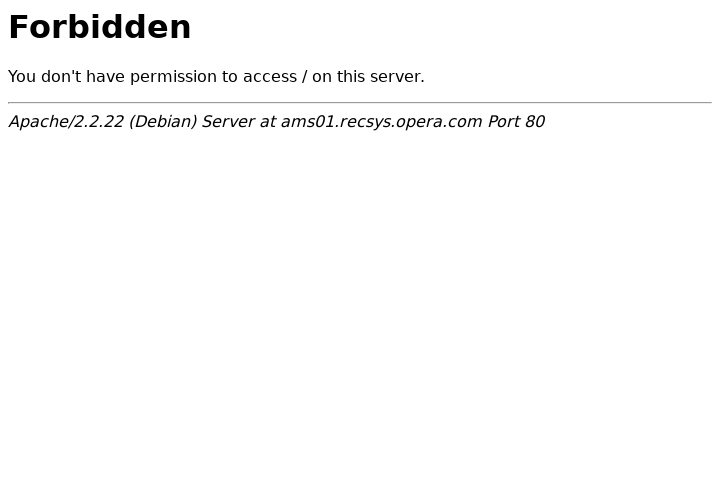 Forbidden
You don't have permission to access / on this server.
Apache/2.2.22 (Debian) Server at ams01.recsys.opera.com Port 80